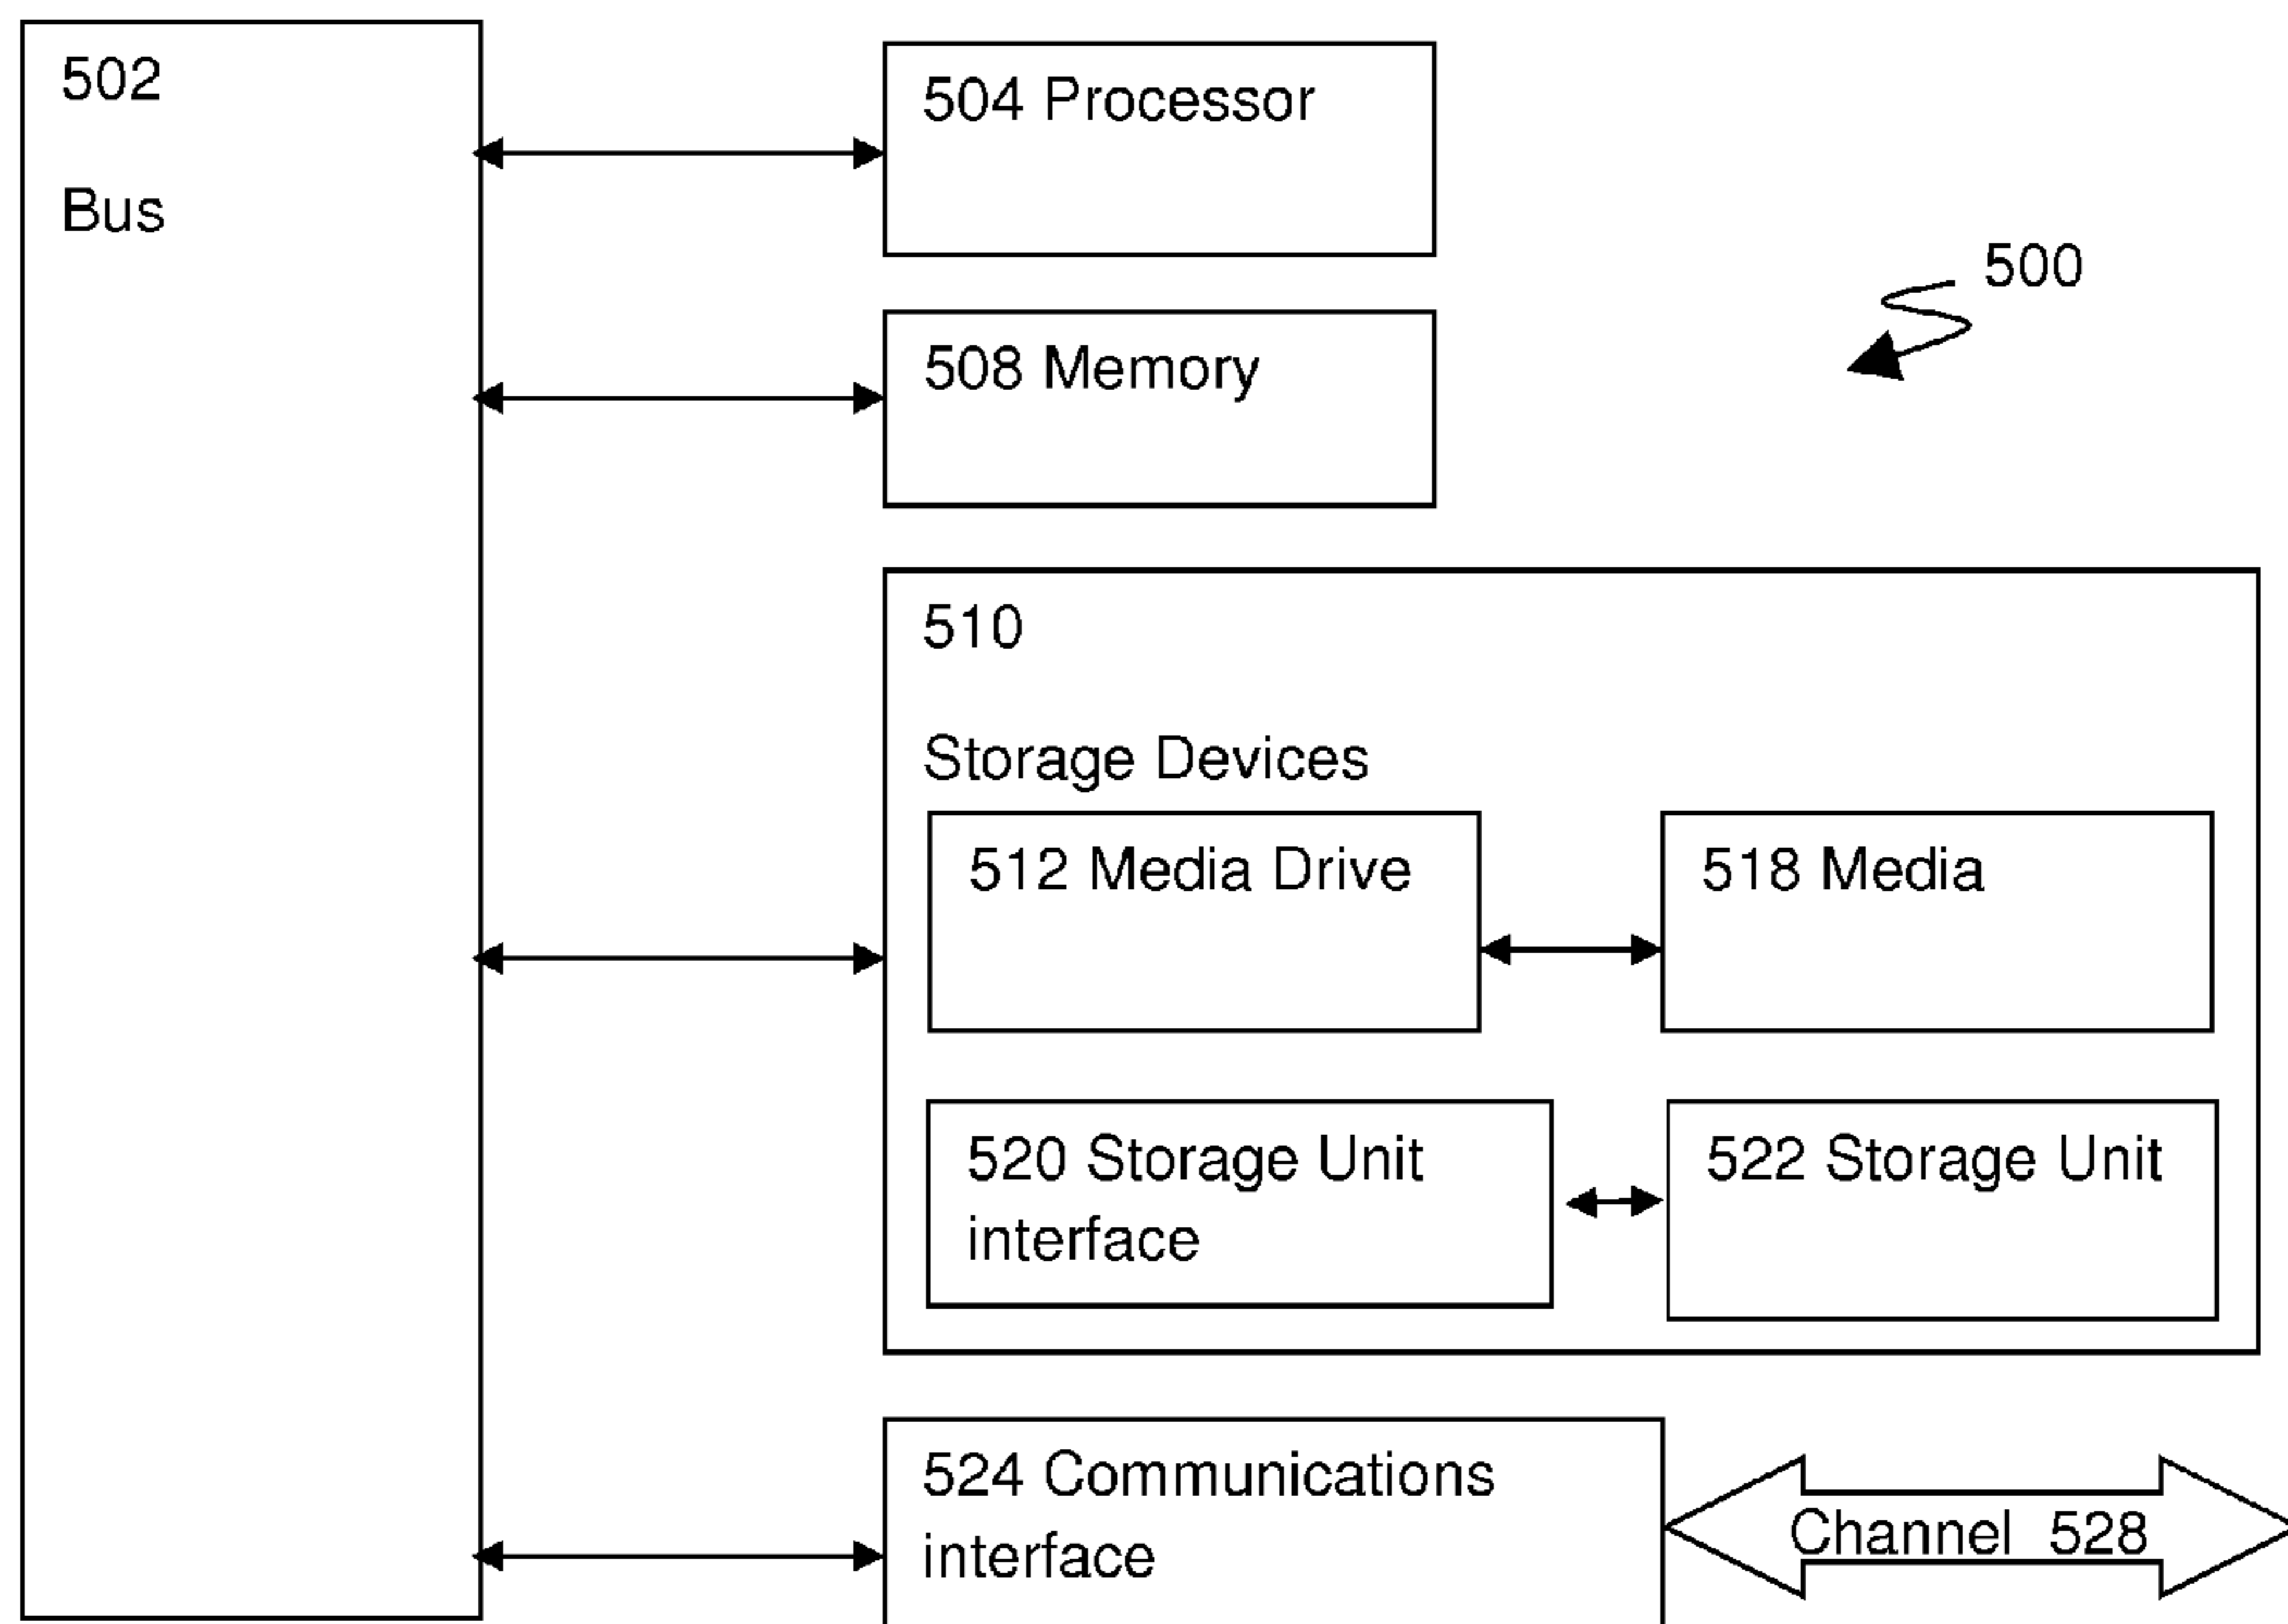 502
Bus
504 Processor
500
508 Memory
510
Storage Devices
512 Media Drive
518 Media
520 Storage Unit
interface
522 Storage Unit
524 Communications
interface
Channel 528